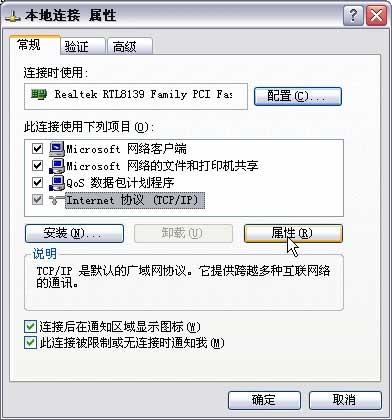 本地连接 属性
常规 验证 高级
连接时使用:
Realtek RTL8139 Family PCI Fas
配置(C)...
此连接使用下列项目(O):
Microsoft 网络客户端
Microsoft 网络的文件和打印机共享
QoS 数据包计划程序
Internet 协议 (TCP/IP)
安装(N)... 卸载(U) 属性(R)
说明
TCP/IP 是默认的广域网协议。它提供跨越多种互联网络
的通讯。
连接后在通知区域显示图标(W)
此连接被限制或无连接时通知我(M)
确定 取消